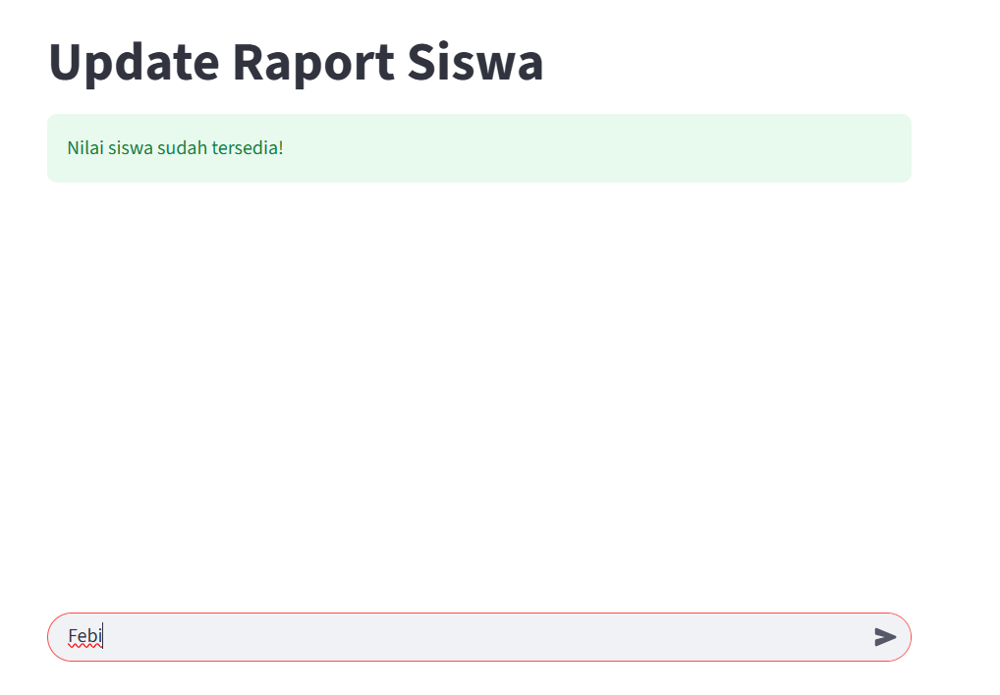 Update Raport Siswa
Nilai siswa sudah tersedia!
Febi